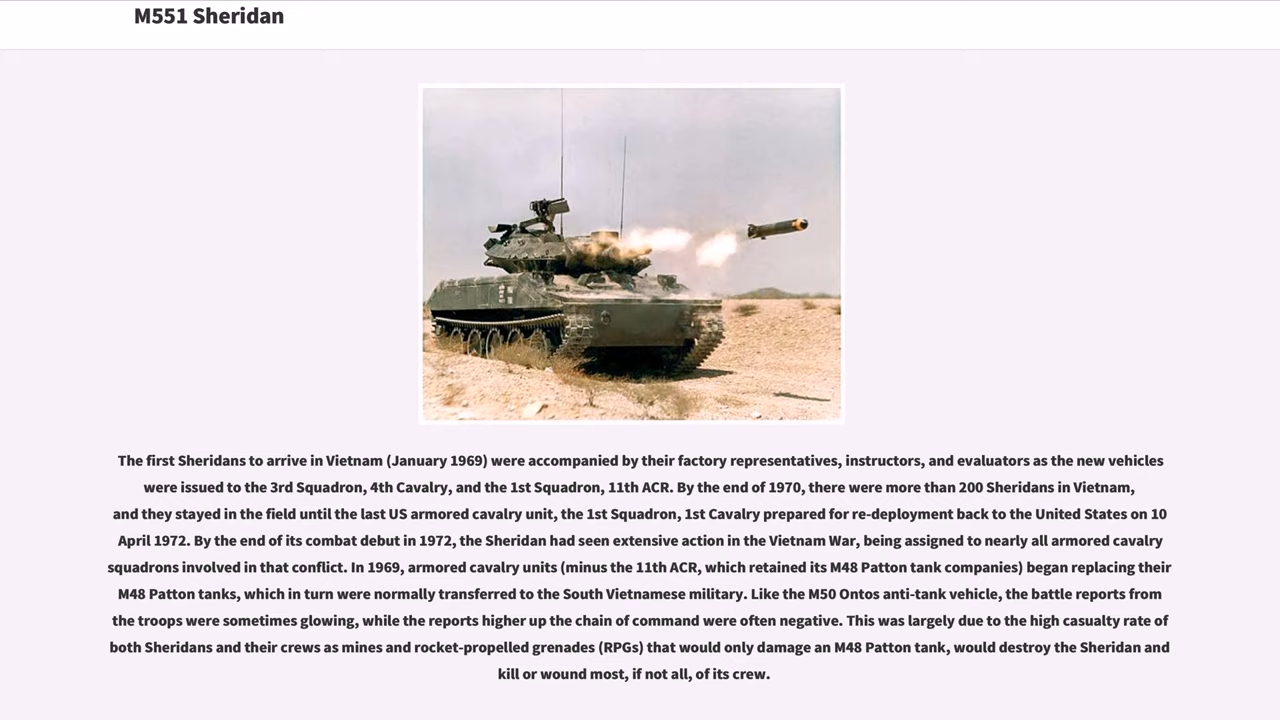 M551 Sheridan
The first Sheridans to arrive in Vietnam (January 1969) were accompanied by their factory representatives, instructors, and evaluators as the new vehicles
were issued to the 3rd Squadron, 4th Cavalry, and the 1st Squadron, 11th ACR. By the end of 1970, there were more than 200 Sheridans in Vietnam,
and they stayed in the field until the last US armored cavalry unit, the 1st Squadron, 1st Cavalry prepared for re-deployment back to the United States on 10
April 1972. By the end of its combat debut in 1972, the Sheridan had seen extensive action in the Vietnam War, being assigned to nearly all armored cavalry
squadrons involved in that conflict. In 1969, armored cavalry units (minus the 11th ACR, which retained its M48 Patton tank companies) began replacing their
M48 Patton tanks, which in turn were normally transferred to the South Vietnamese military. Like the M50 Ontos anti-tank vehicle, the battle reports from
the troops were sometimes glowing, while the reports higher up the chain of command were often negative. This was largely due to the high casualty rate of
both Sheridans and their crews as mines and rocket-propelled grenades (RPGs) that would only damage an M48 Patton tank, would destroy the Sheridan and
kill or wound most, if not all, of its crew.